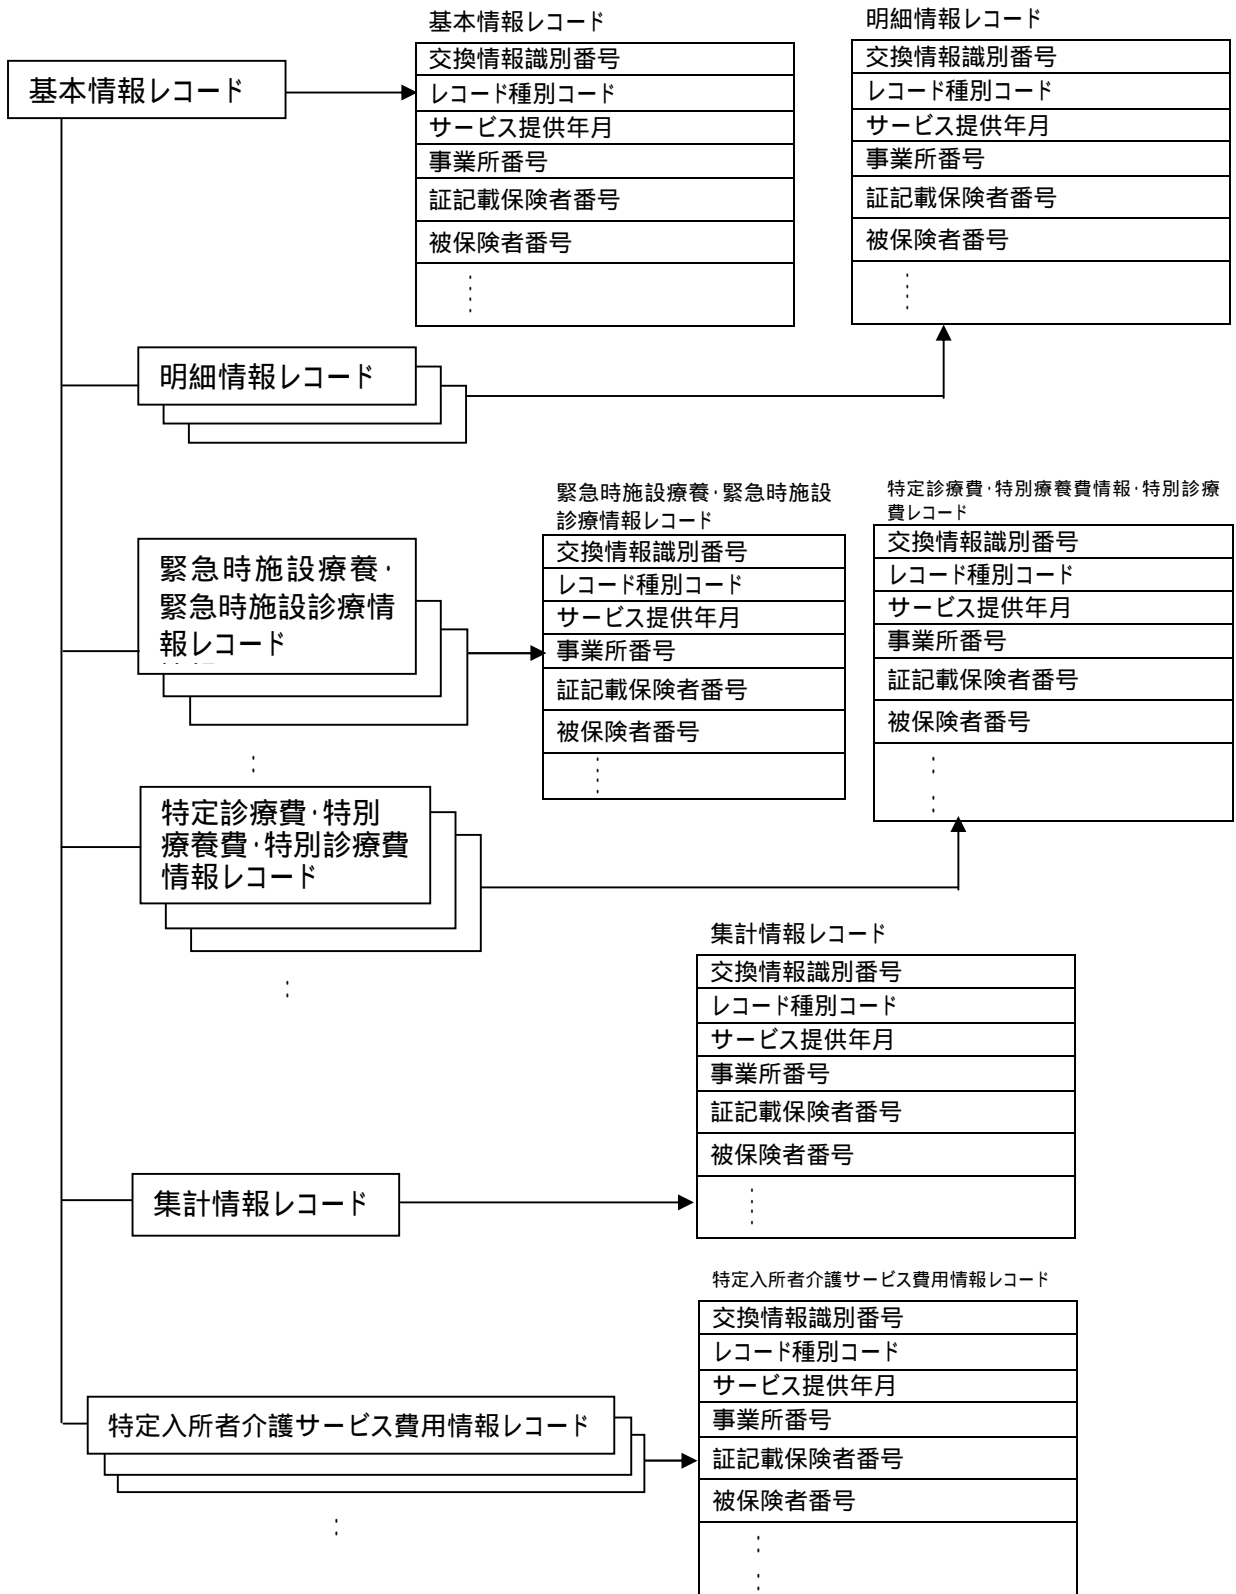 基本情報レコード
基本情報レコード
交換情報識別番号
レコード種別コード
サービス提供年月
事業所番号
証記載保険者番号
被保険者番号
明細情報レコード
交換情報識別番号
レコード種別コード
サービス提供年月
事業所番号
証記載保険者番号
被保険者番号
明細情報レコード
緊急時施設療養・
緊急時施設診療情
報レコード
緊急時施設療養・緊急時施設
診療情報レコード
交換情報識別番号
レコード種別コード
サービス提供年月
事業所番号
証記載保険者番号
被保険者番号
特定診療費・特別療養費情報・特別診療
費レコード
交換情報識別番号
レコード種別コード
サービス提供年月
事業所番号
証記載保険者番号
被保険者番号
特定診療費・特別
療養費・特別診療費
情報レコード
集計情報レコード
交換情報識別番号
レコード種別コード
サービス提供年月
事業所番号
証記載保険者番号
被保険者番号
集計情報レコード
特定入所者介護サービス費用情報レコード
交換情報識別番号
レコード種別コード
サービス提供年月
事業所番号
証記載保険者番号
被保険者番号
特定入所者介護サービス費用情報レコード